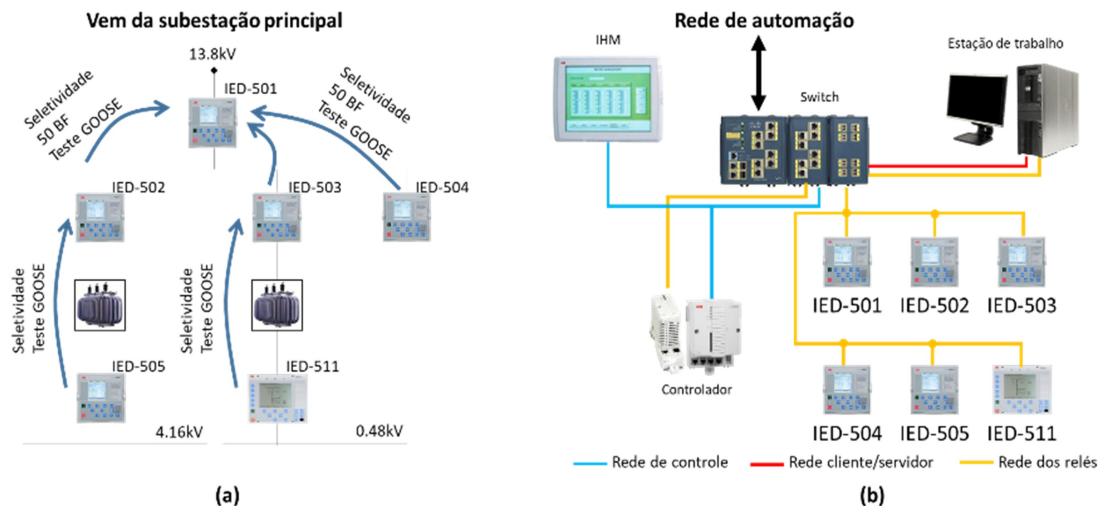 Vem da subestação principal
13.8kV
IED-501
Seletividade
50 BF
Teste GOOSE
Seletividade
50 BF
Teste GOOSE
IED-502
IED-503
IED-504
Seletividade
Teste GOOSE
Seletividade
Teste GOOSE
IED-505
IED-511
4.16kV
0.48kV
(a)
Rede de automação
IHM
Estação de trabalho
Switch
IED-501
IED-502
IED-503
Controlador
IED-504
IED-505
IED-511
Rede de controle
Rede cliente/servidor
Rede dos relés
(b)